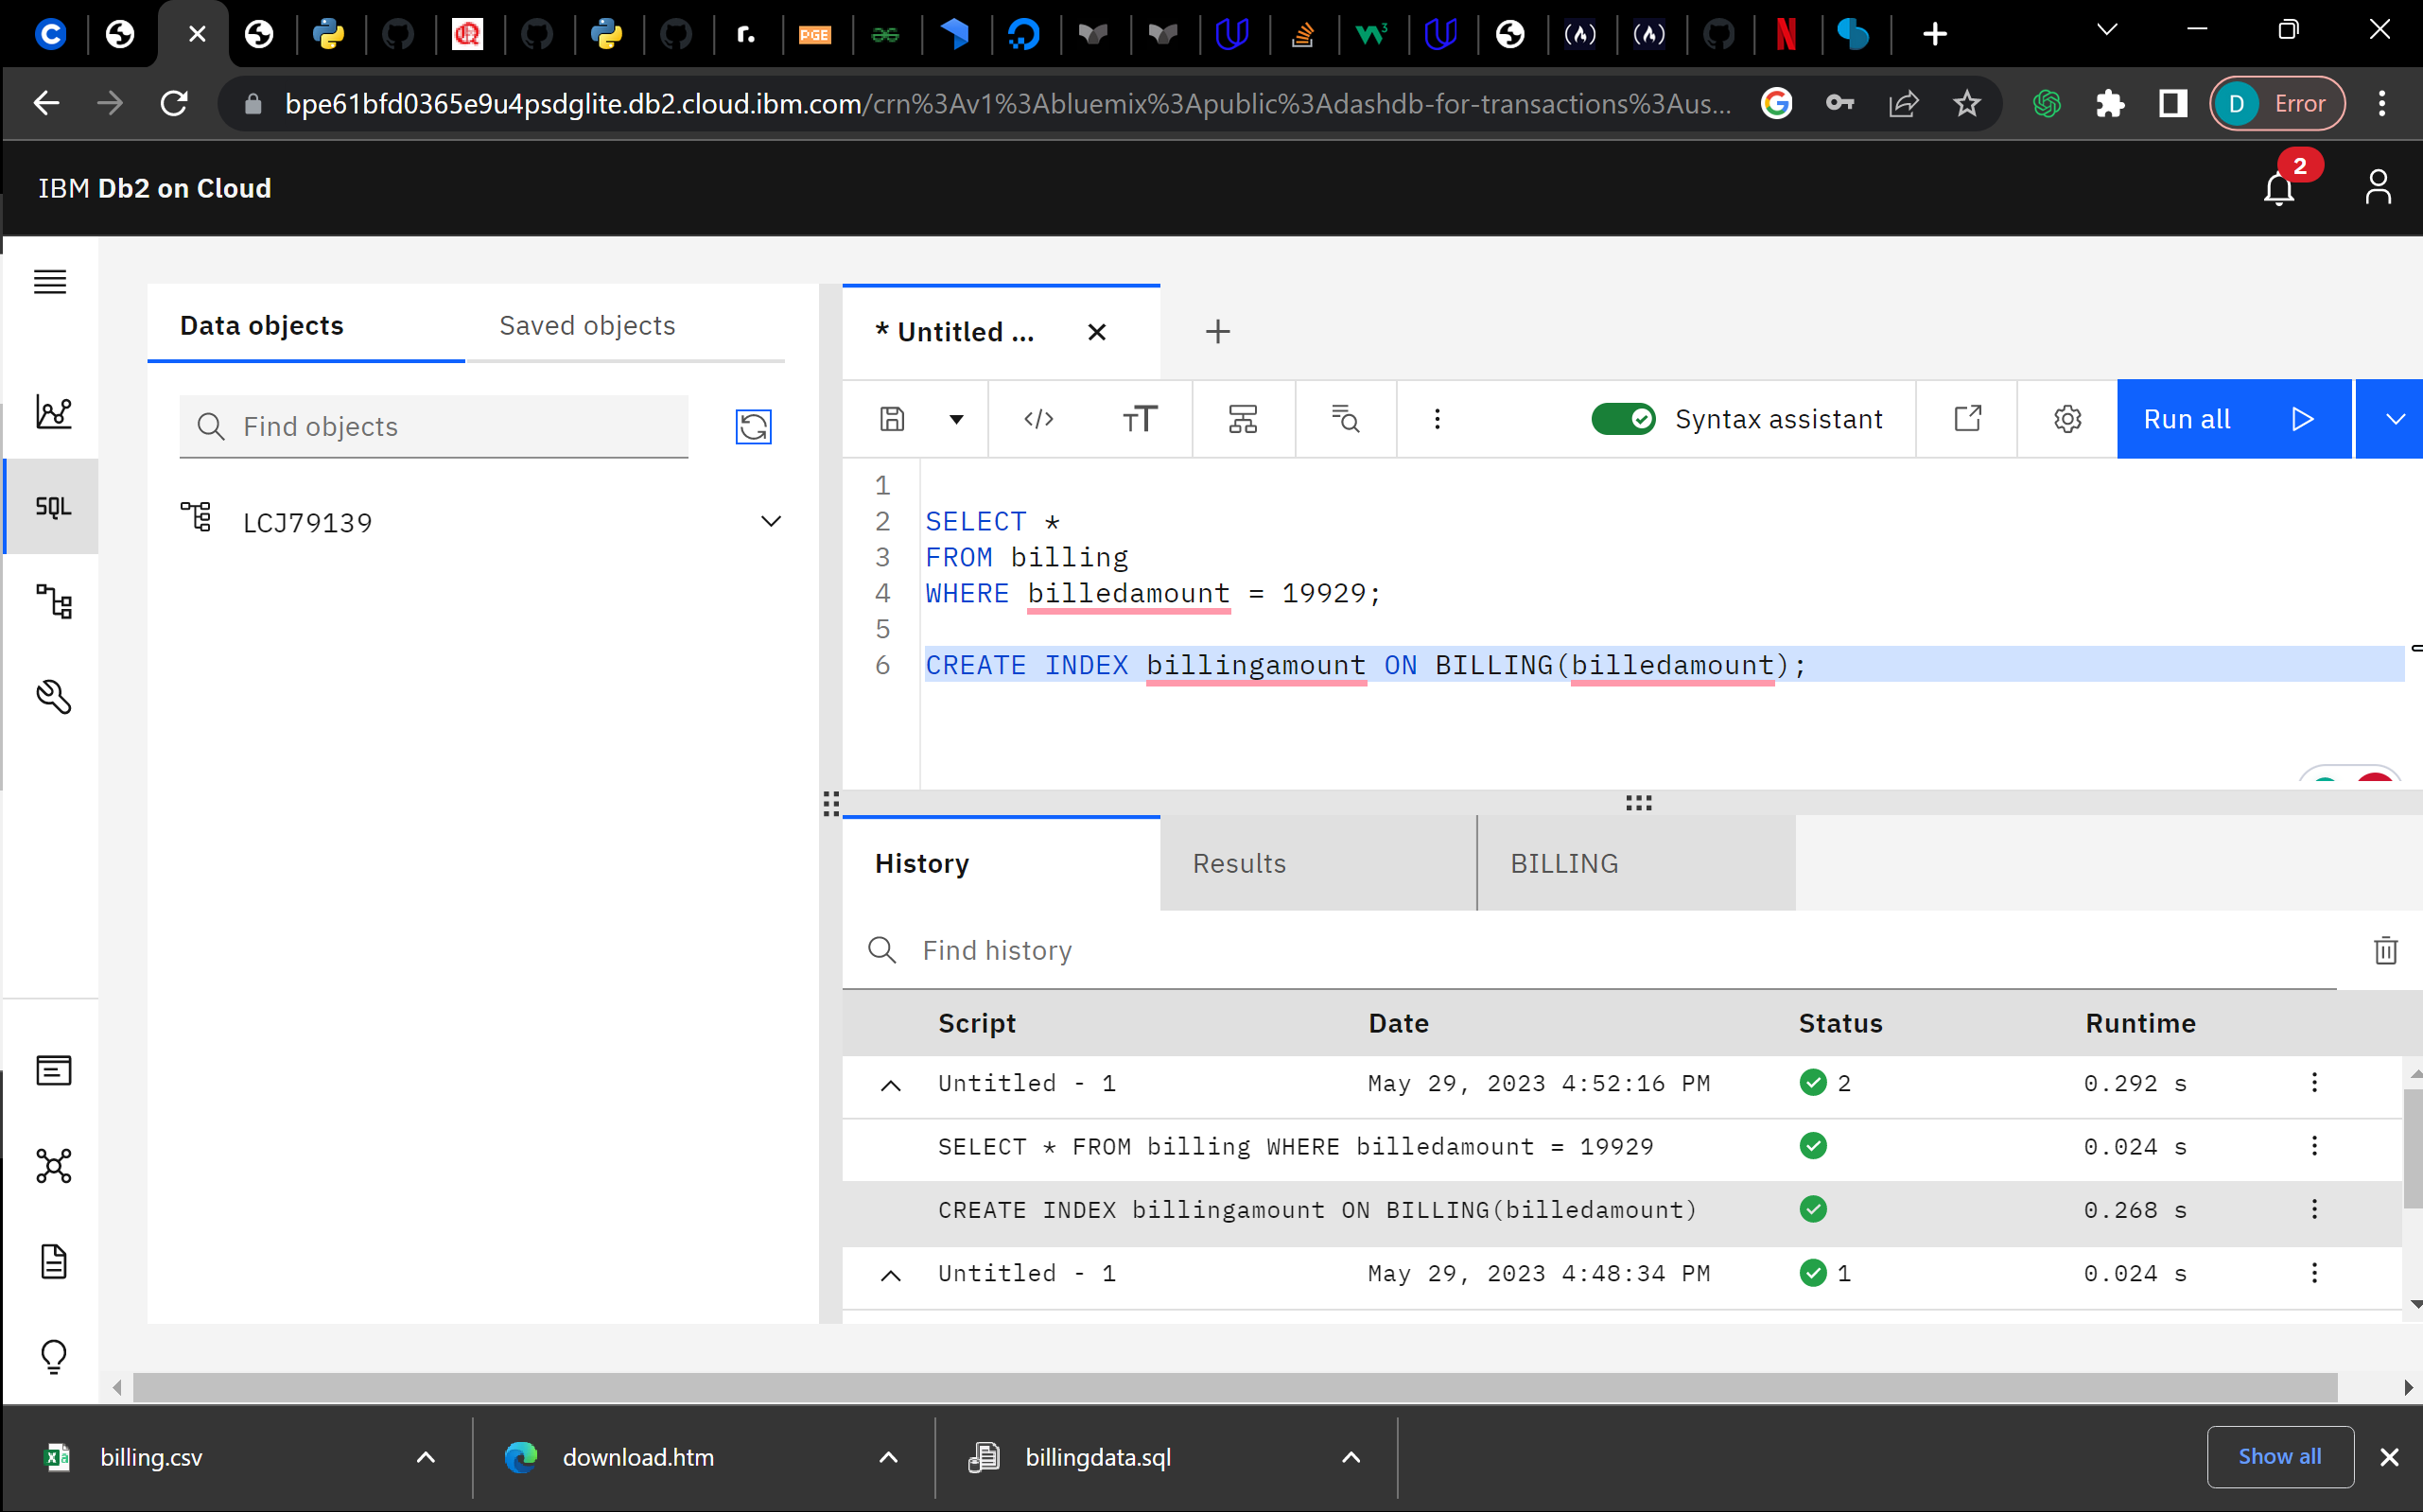 PGE
bpe61bfd0365e9u4psdglite.db2.cloud.ibm.com/crn%3Av1%3Abluemix%3Apublic%3Adashdb-for-transactions%3Aus...
D Error
IBM Db2 on Cloud
2
Data objects
Saved objects
Find objects
LCJ79139
SQL
* Untitled ...
Syntax assistant
Run all
1
2 SELECT *
3 FROM billing
4 WHERE billedamount = 19929;
5
6 CREATE INDEX billingamount ON BILLING(billedamount);
History
Results
BILLING
Find history
Script Date Status Runtime
Untitled - 1 May 29, 2023 4:52:16 PM 2 0.292 s
SELECT * FROM billing WHERE billedamount = 19929 0.024 s
CREATE INDEX billingamount ON BILLING(billedamount) 0.268 s
Untitled - 1 May 29, 2023 4:48:34 PM 1 0.024 s
billing.csv
download.htm
billingdata.sql
Show all